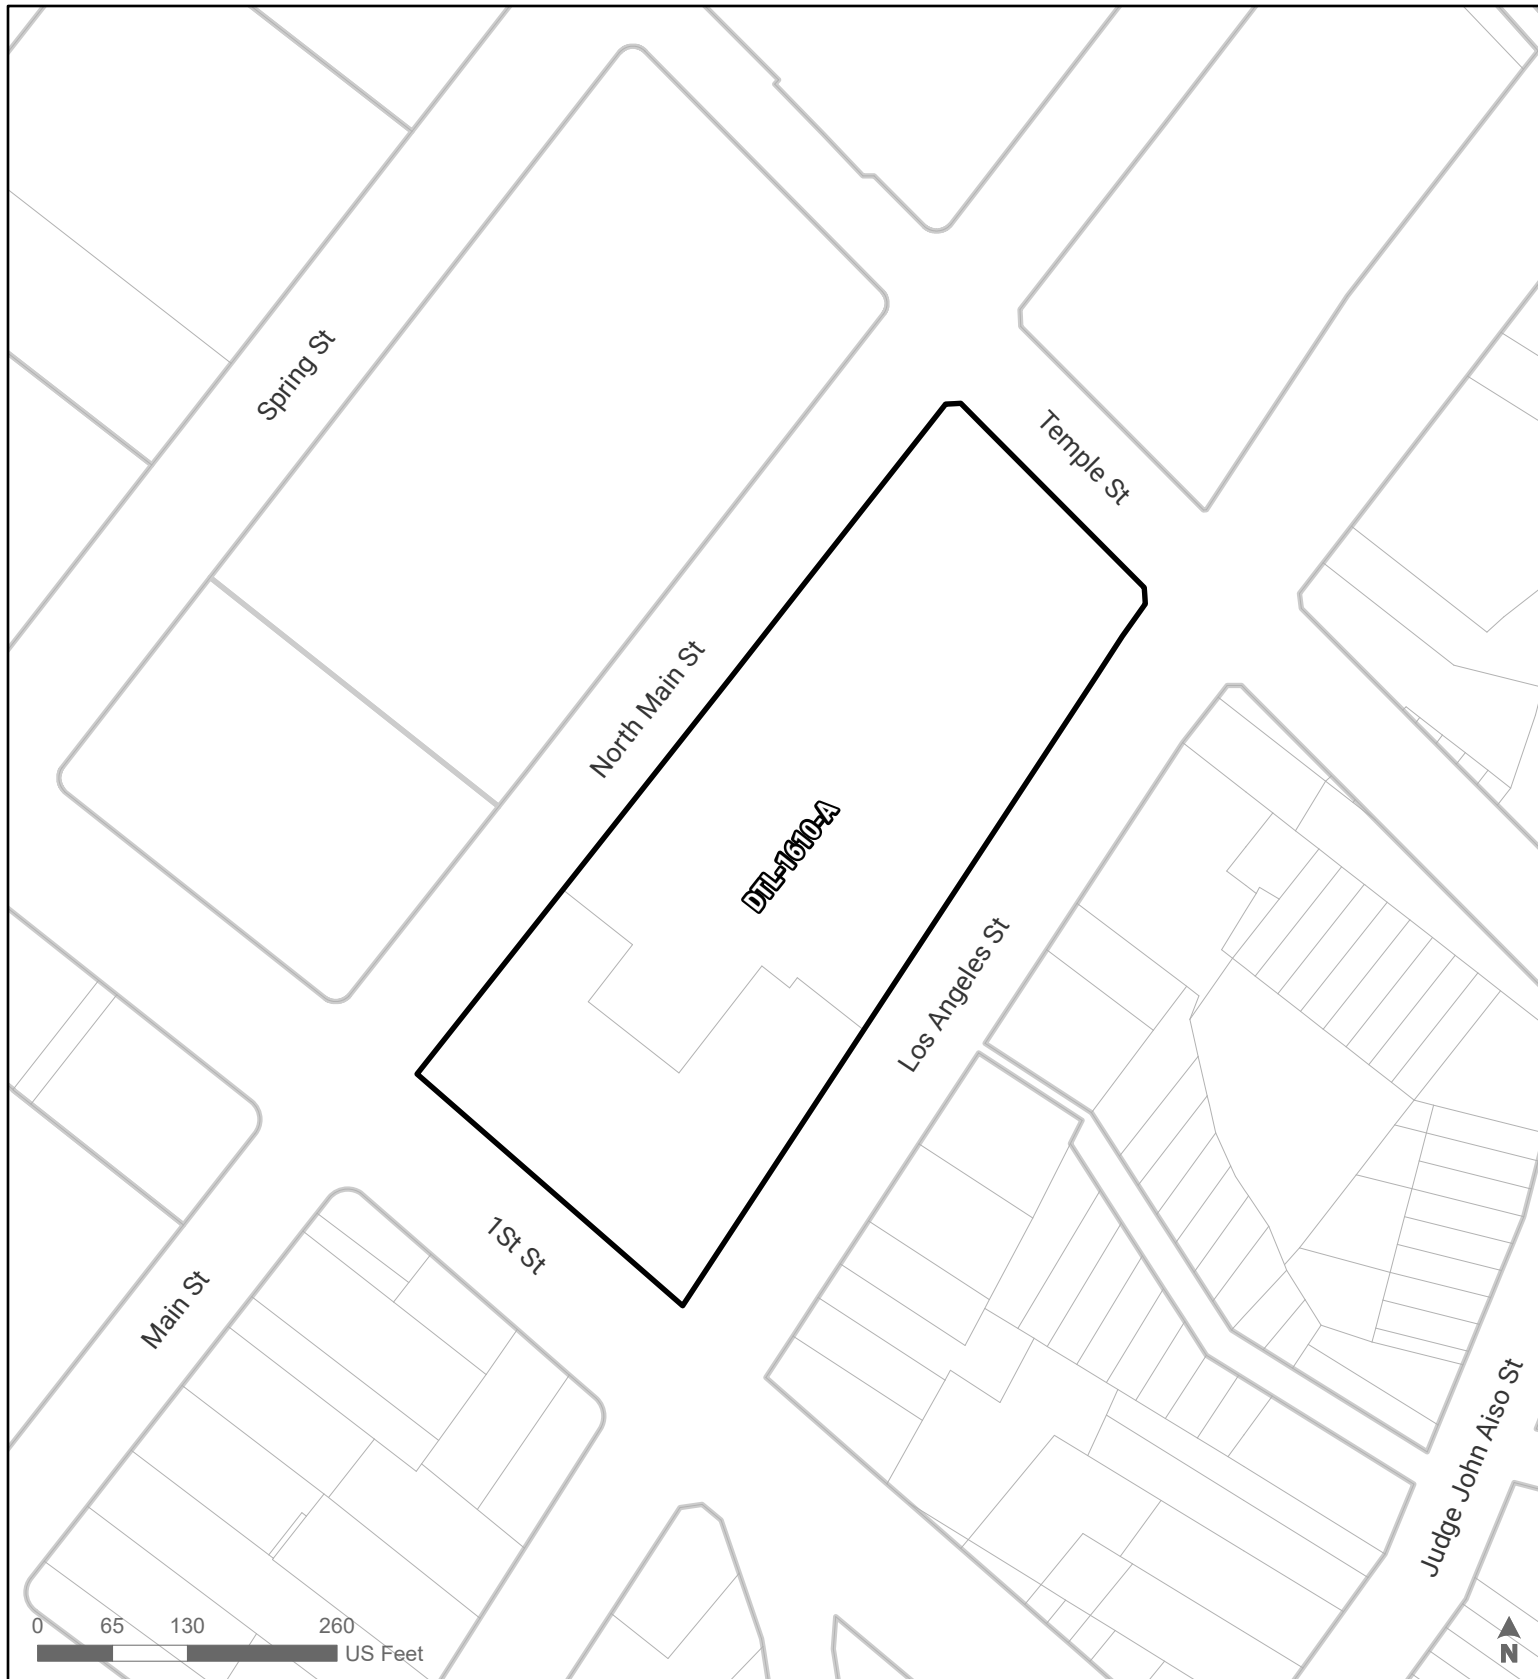 Spring St
Temple St
North Main St
DTL-1610-A
Los Angeles St
1St St
Main St
Judge John Aiso St
0 65 130 260
US Feet
N